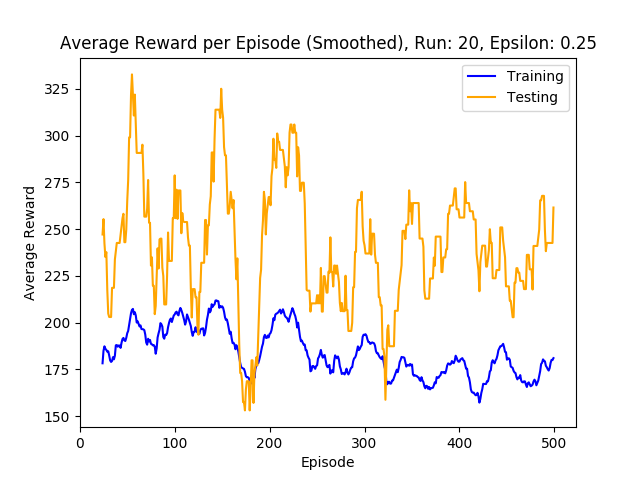 Average Reward per Episode (Smoothed), Run: 20, Epsilon: 0.25
Training
Testing
Average Reward
325
300
275
250
225
200
175
150
0 100 200 300 400 500
Episode